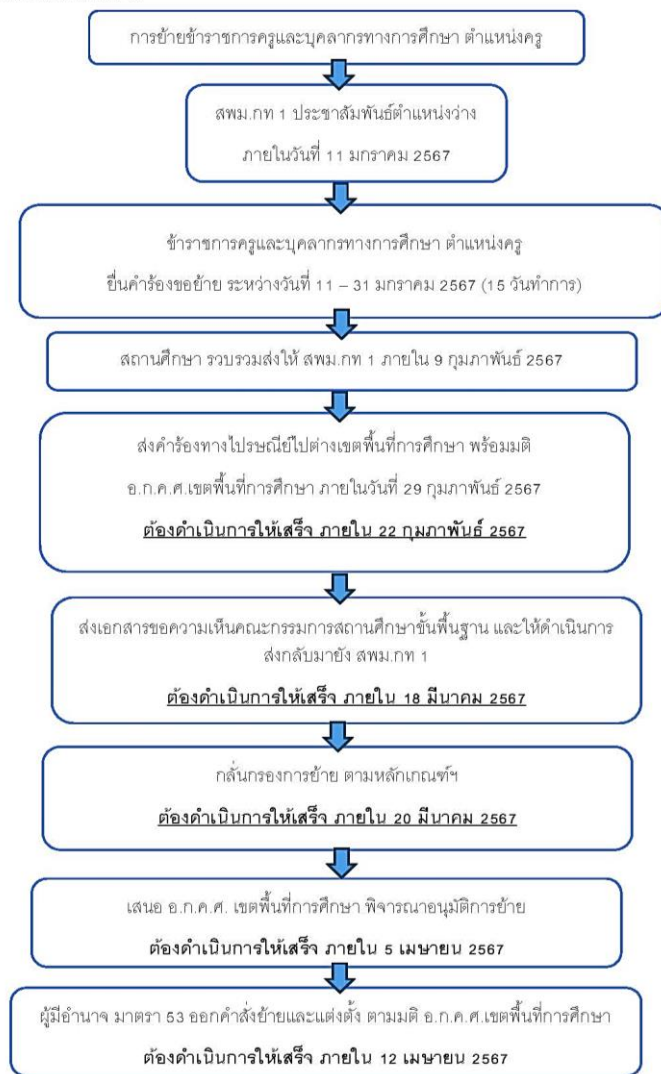 การย้ายข้าราชการครูและบุคลากรทางการศึกษา ตำแหน่งครู
สพม.กท 1 ประชาสัมพันธ์ตำแหน่งว่าง
ภายในวันที่ 11 มกราคม 2567
ข้าราชการครูและบุคลากรทางการศึกษา ตำแหน่งครู
ยื่นคำร้องขอย้าย ระหว่างวันที่ 11 – 31 มกราคม 2567 (15 วันทำการ)
สถานศึกษา รวบรวมส่งให้ สพม.กท 1 ภายใน 9 กุมภาพันธ์ 2567
ส่งคำร้องทางไปรษณีย์ไปต่างเขตพื้นที่การศึกษา พร้อมมติ
อ.ก.ค.ศ.เขตพื้นที่การศึกษา ภายในวันที่ 29 กุมภาพันธ์ 2567
ต้องดำเนินการให้เสร็จ ภายใน 22 กุมภาพันธ์ 2567
ส่งเอกสารขอความเห็นคณะกรรมการสถานศึกษาขั้นพื้นฐาน และให้ดำเนินการ
ส่งกลับมายัง สพม.กท 1
ต้องดำเนินการให้เสร็จ ภายใน 18 มีนาคม 2567
กลั่นกรองการย้าย ตามหลักเกณฑ์ฯ
ต้องดำเนินการให้เสร็จ ภายใน 20 มีนาคม 2567
เสนอ อ.ก.ค.ศ. เขตพื้นที่การศึกษา พิจารณาอนุมัติการย้าย
ต้องดำเนินการให้เสร็จ ภายใน 5 เมษายน 2567
ผู้มีอำนาจ มาตรา 53 ออกคำสั่งย้ายและแต่งตั้ง ตามมติ อ.ก.ค.ศ.เขตพื้นที่การศึกษา
ต้องดำเนินการให้เสร็จ ภายใน 12 เมษายน 2567